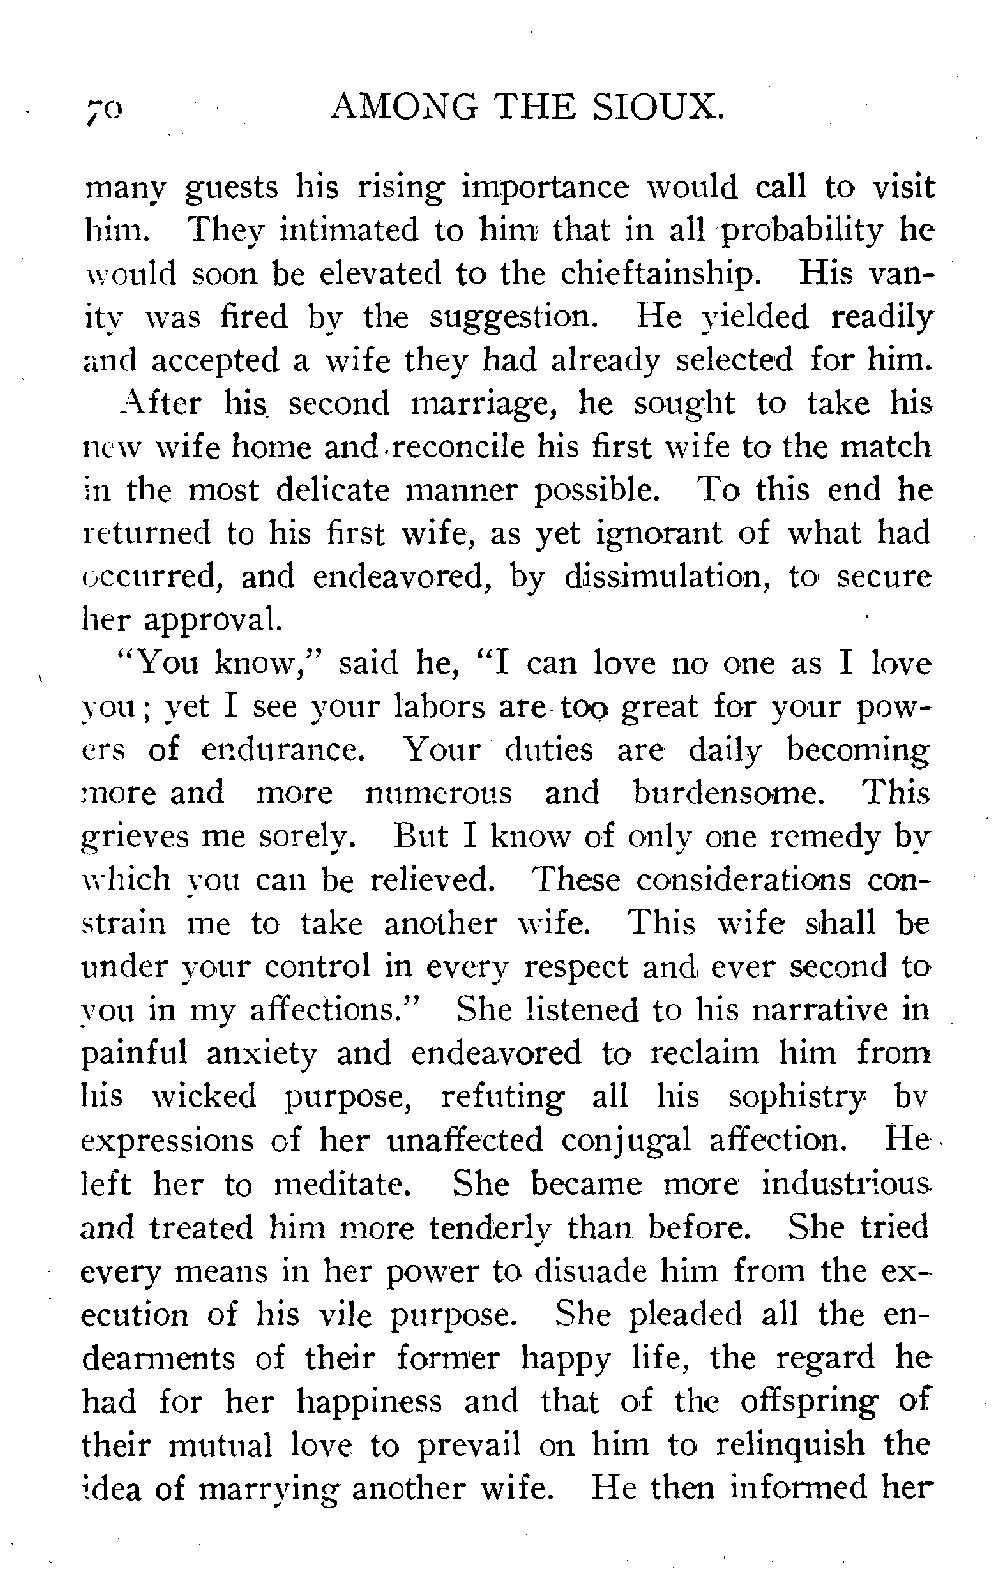 70 AMONG THE SIOUX.
many guests his rising importance would call to visit
him. They intimated to him that in all probability he
would soon be elevated to the chieftainship. His van-
ity was fired by the suggestion. He yielded readily
and accepted a wife they had already selected for him.
After his second marriage, he sought to take his
new wife home and reconcile his first wife to the match
in the most delicate manner possible. To this end he
returned to his first wife, as yet ignorant of what had
occurred, and endeavored, by dissimulation, to secure
her approval.
"You know," said he, "I can love no one as I love
you; yet I see your labors are too great for your pow-
ers of endurance. Your duties are daily becoming
more and more numerous and burdensome. This
grieves me sorely. But I know of only one remedy by
which you can be relieved. These considerations con-
strain me to take another wife. This wife shall be
under your control in every respect and ever second to
you in my affections." She listened to his narrative in
painful anxiety and endeavored to reclaim him from
his wicked purpose, refuting all his sophistry by
expressions of her unaffected conjugal affection. He
left her to meditate. She became more industrious
and treated him more tenderly than before. She tried
every means in her power to disuade him from the ex-
ecution of his vile purpose. She pleaded all the en-
dearments of their former happy life, the regard he
had for her happiness and that of the offspring of
their mutual love to prevail on him to relinquish the
idea of marrying another wife. He then informed her